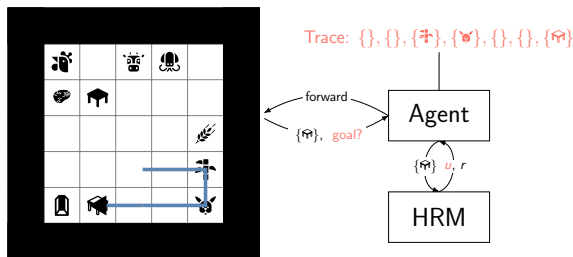 Trace: {}, {}, { }, { }, {}, {}, { }
forward
{ }, goal?
Agent
{ } u, r
HRM